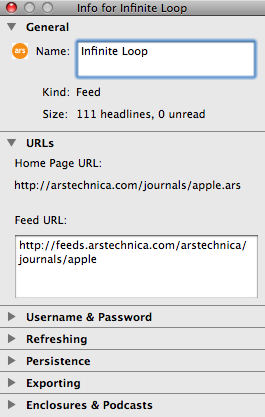 Info for Infinite Loop
General
ars
Name: Infinite Loop
Kind: Feed
Size: 111 headlines, 0 unread
URLs
Home Page URL:
http://arstechnica.com/journals/apple.ars
Feed URL:
http://feeds.arstechnica.com/arstechnica/
journals/apple
Username & Password
Refreshing
Persistence
Exporting
Enclosures & Podcasts